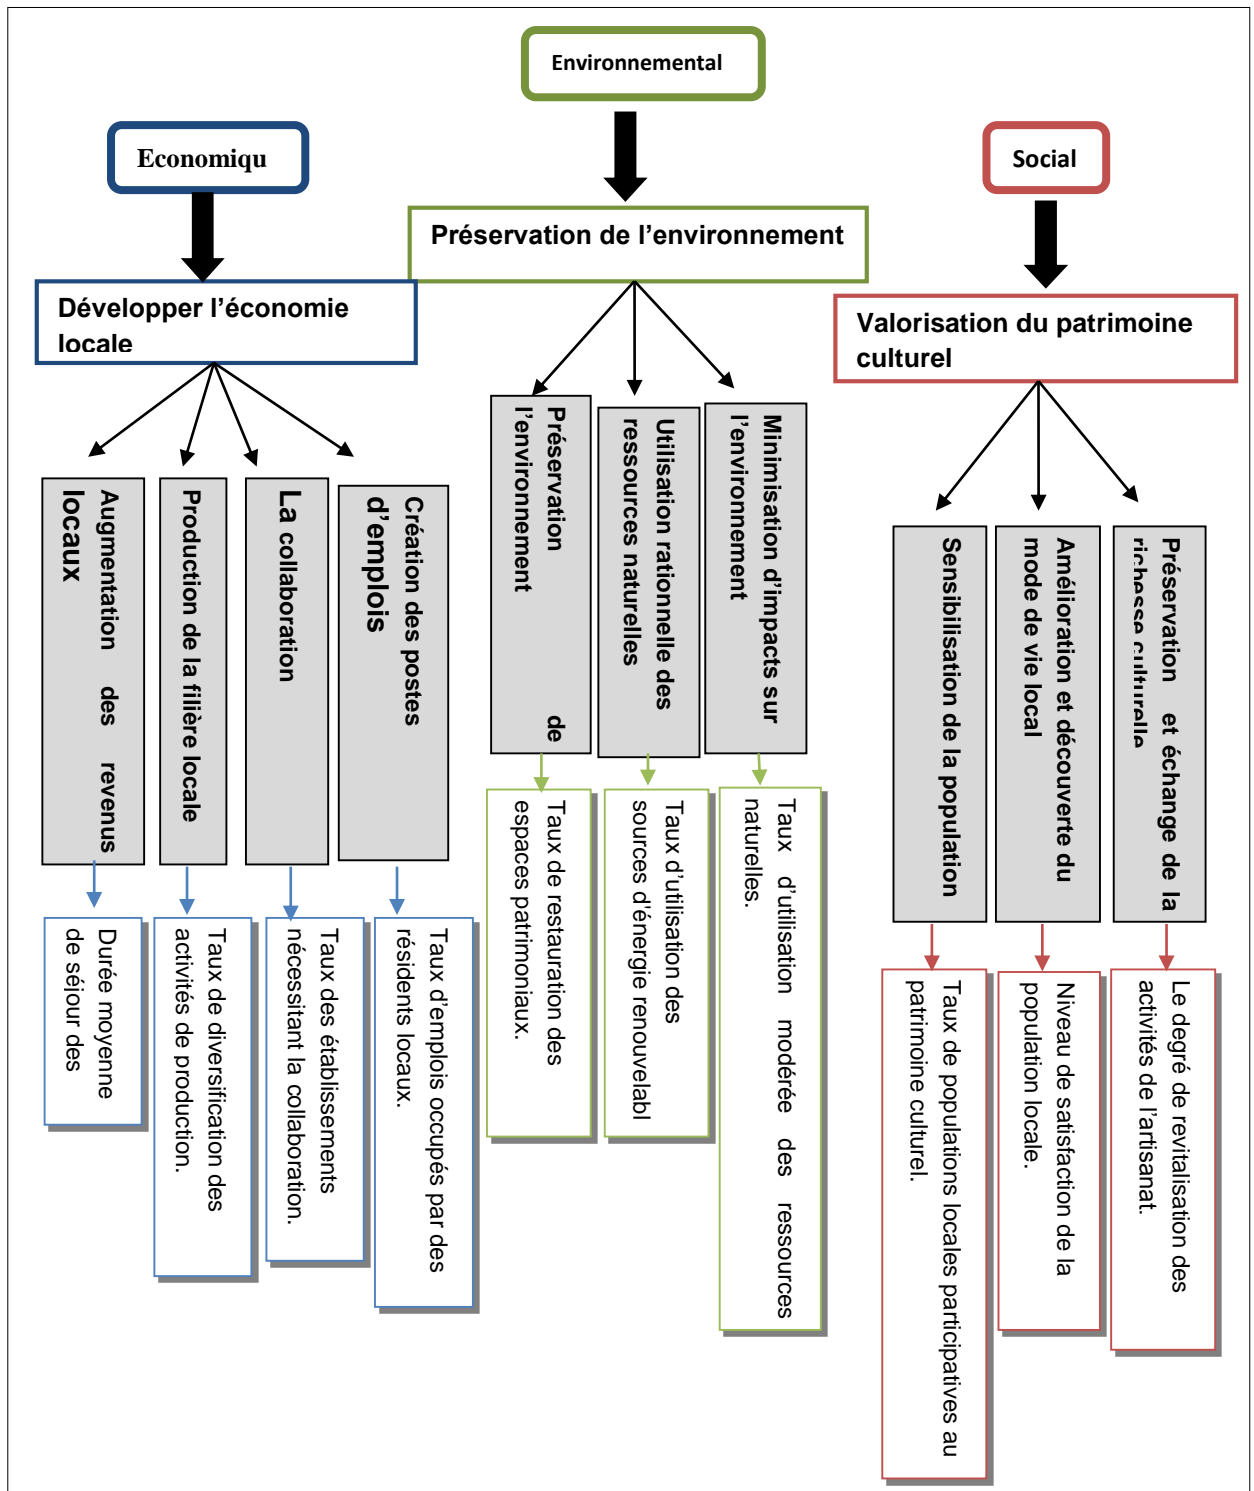 Environnemental
Economiqu
Social
Préservation de l’environnement
Développer l’économie
locale
Valorisation du patrimoine
culturel
Augmentation des revenus
locaux
Production de la filière locale
La collaboration
Création des postes
d’emplois
Préservation de
l’environnement
Utilisation rationnelle des
ressources naturelles
Minimisation d’impacts sur
l’environnement
Sensibilisation de la population
Amélioration et découverte du
mode de vie local
Préservation et échange de la
richesse culturelle
Durée moyenne
de séjour des
Taux de diversification des
activités de production.
Taux des établissements
nécessitant la collaboration.
Taux d’emplois occupés par des
résidents locaux.
Taux de restauration des
espaces patrimoniaux.
Taux d’utilisation des
sources d'énergie renouvelabl
Taux d’utilisation modérée des ressources
naturelles.
Taux de populations locales participatives au
patrimoine culturel.
Niveau de satisfaction de la
population locale.
Le degré de revitalisation des
activités de l’artisanat.